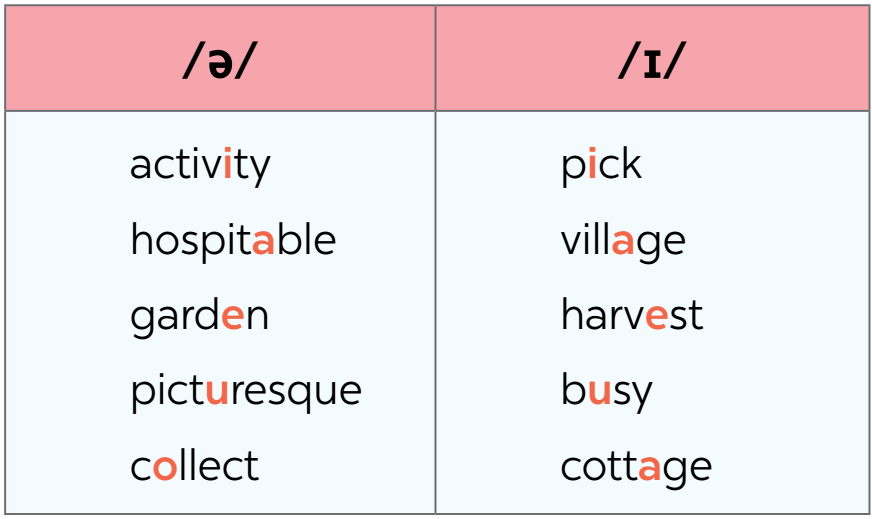 /ə/ /ɪ/
activity pick
hospitable village
garden harvest
picturesque busy
collect cottage